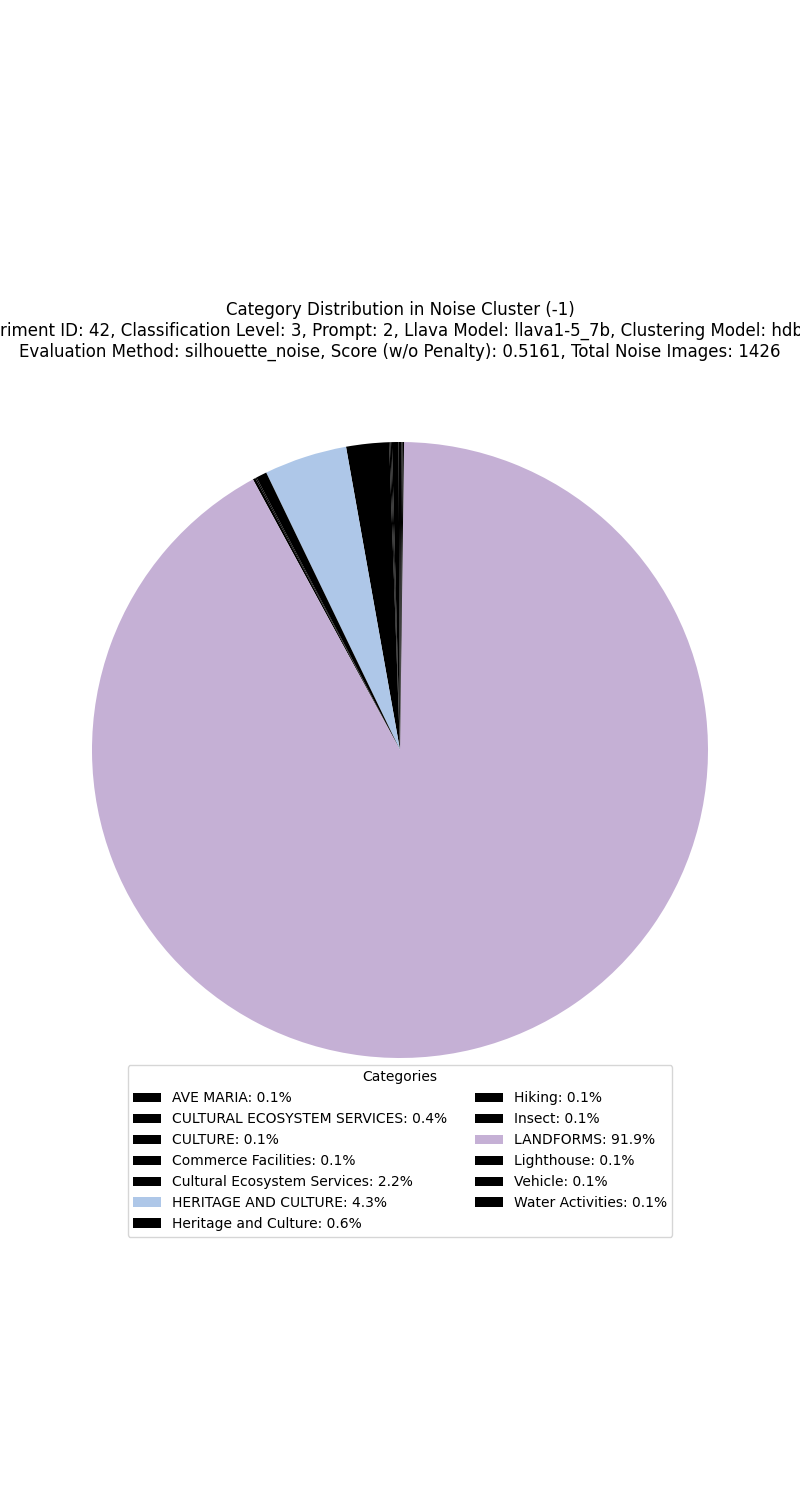 Category Distribution in Noise Cluster (-1)
riment ID: 42, Classification Level: 3, Prompt: 2, Llava Model: llava1-5_7b, Clustering Model: hdb
Evaluation Method: silhouette_noise, Score (w/o Penalty): 0.5161, Total Noise Images: 1426
Categories
AVE MARIA: 0.1%
CULTURAL ECOSYSTEM SERVICES: 0.4%
CULTURE: 0.1%
Commerce Facilities: 0.1%
Cultural Ecosystem Services: 2.2%
HERITAGE AND CULTURE: 4.3%
Heritage and Culture: 0.6%
Hiking: 0.1%
Insect: 0.1%
LANDFORMS: 91.9%
Lighthouse: 0.1%
Vehicle: 0.1%
Water Activities: 0.1%